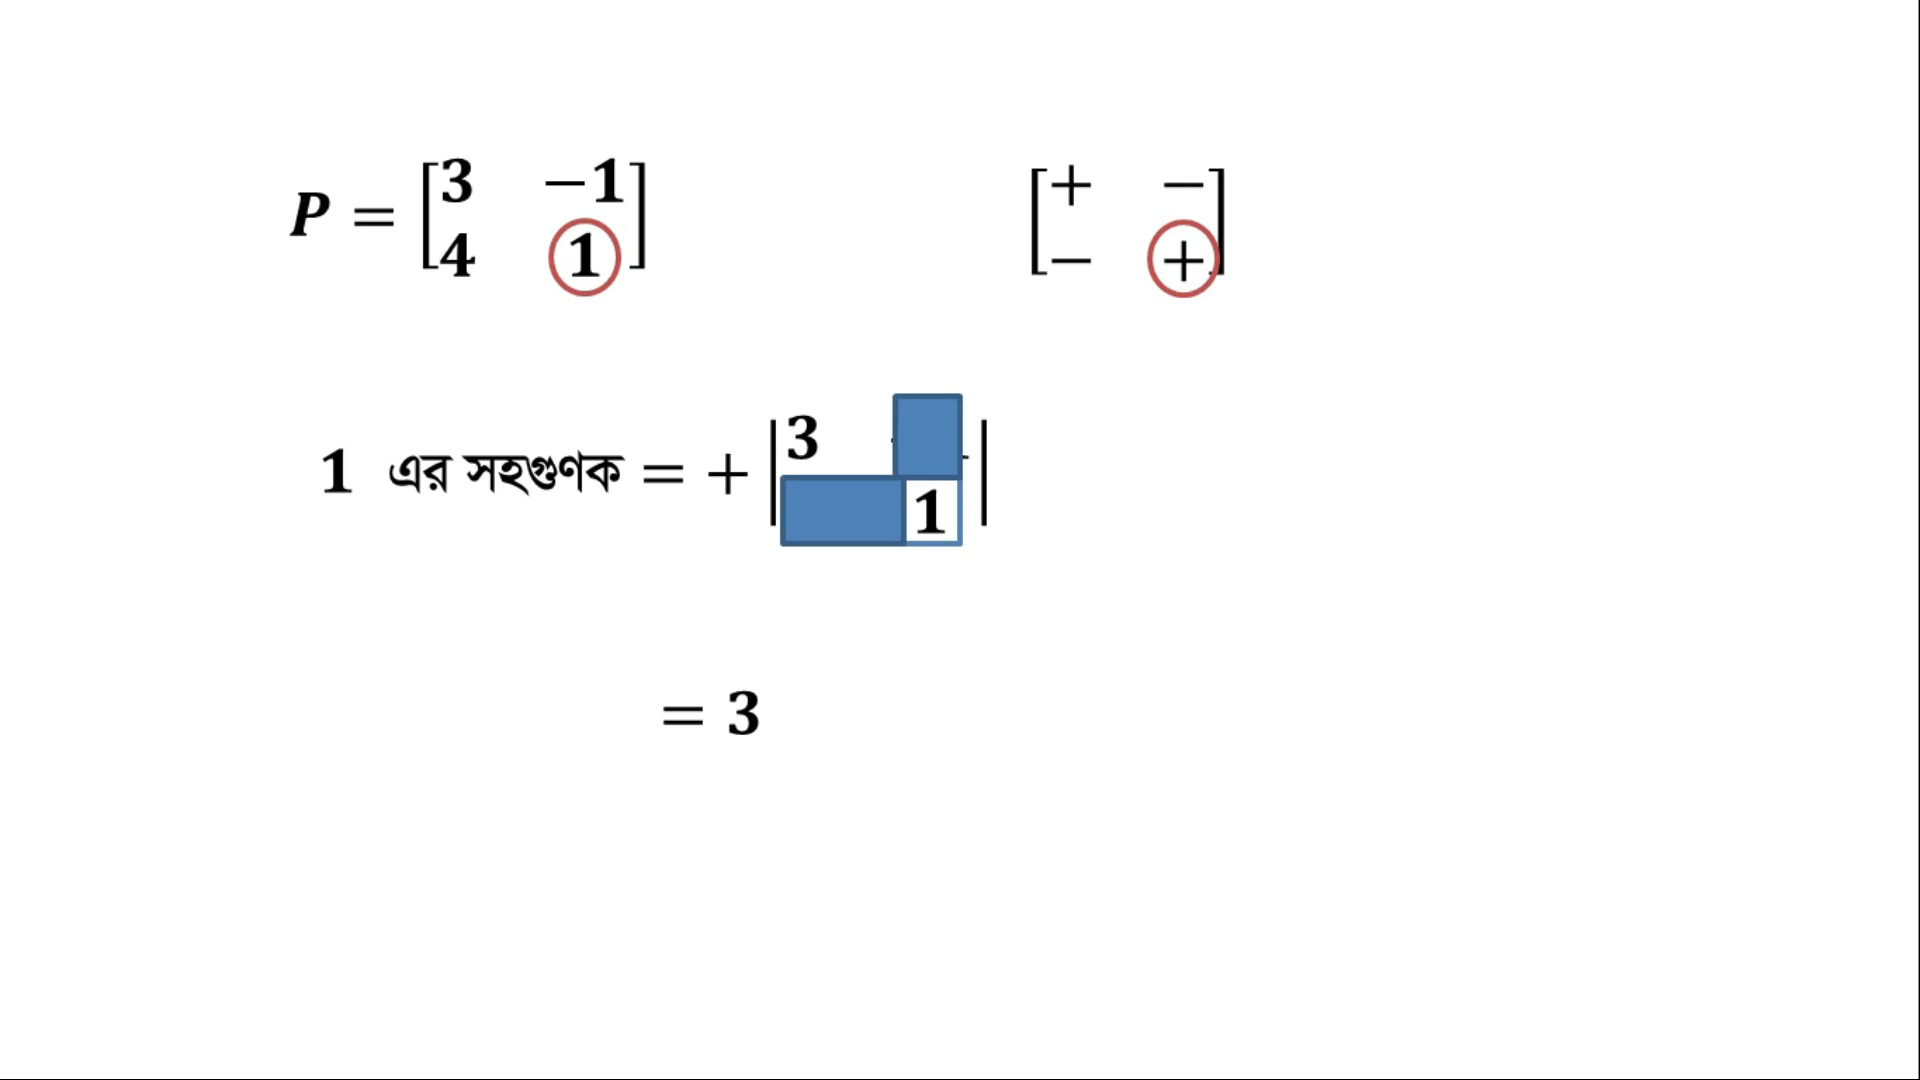 P = [3 −1 4 1] [+ − − +]
1 এর সহগুণক = + |3 1|
= 3